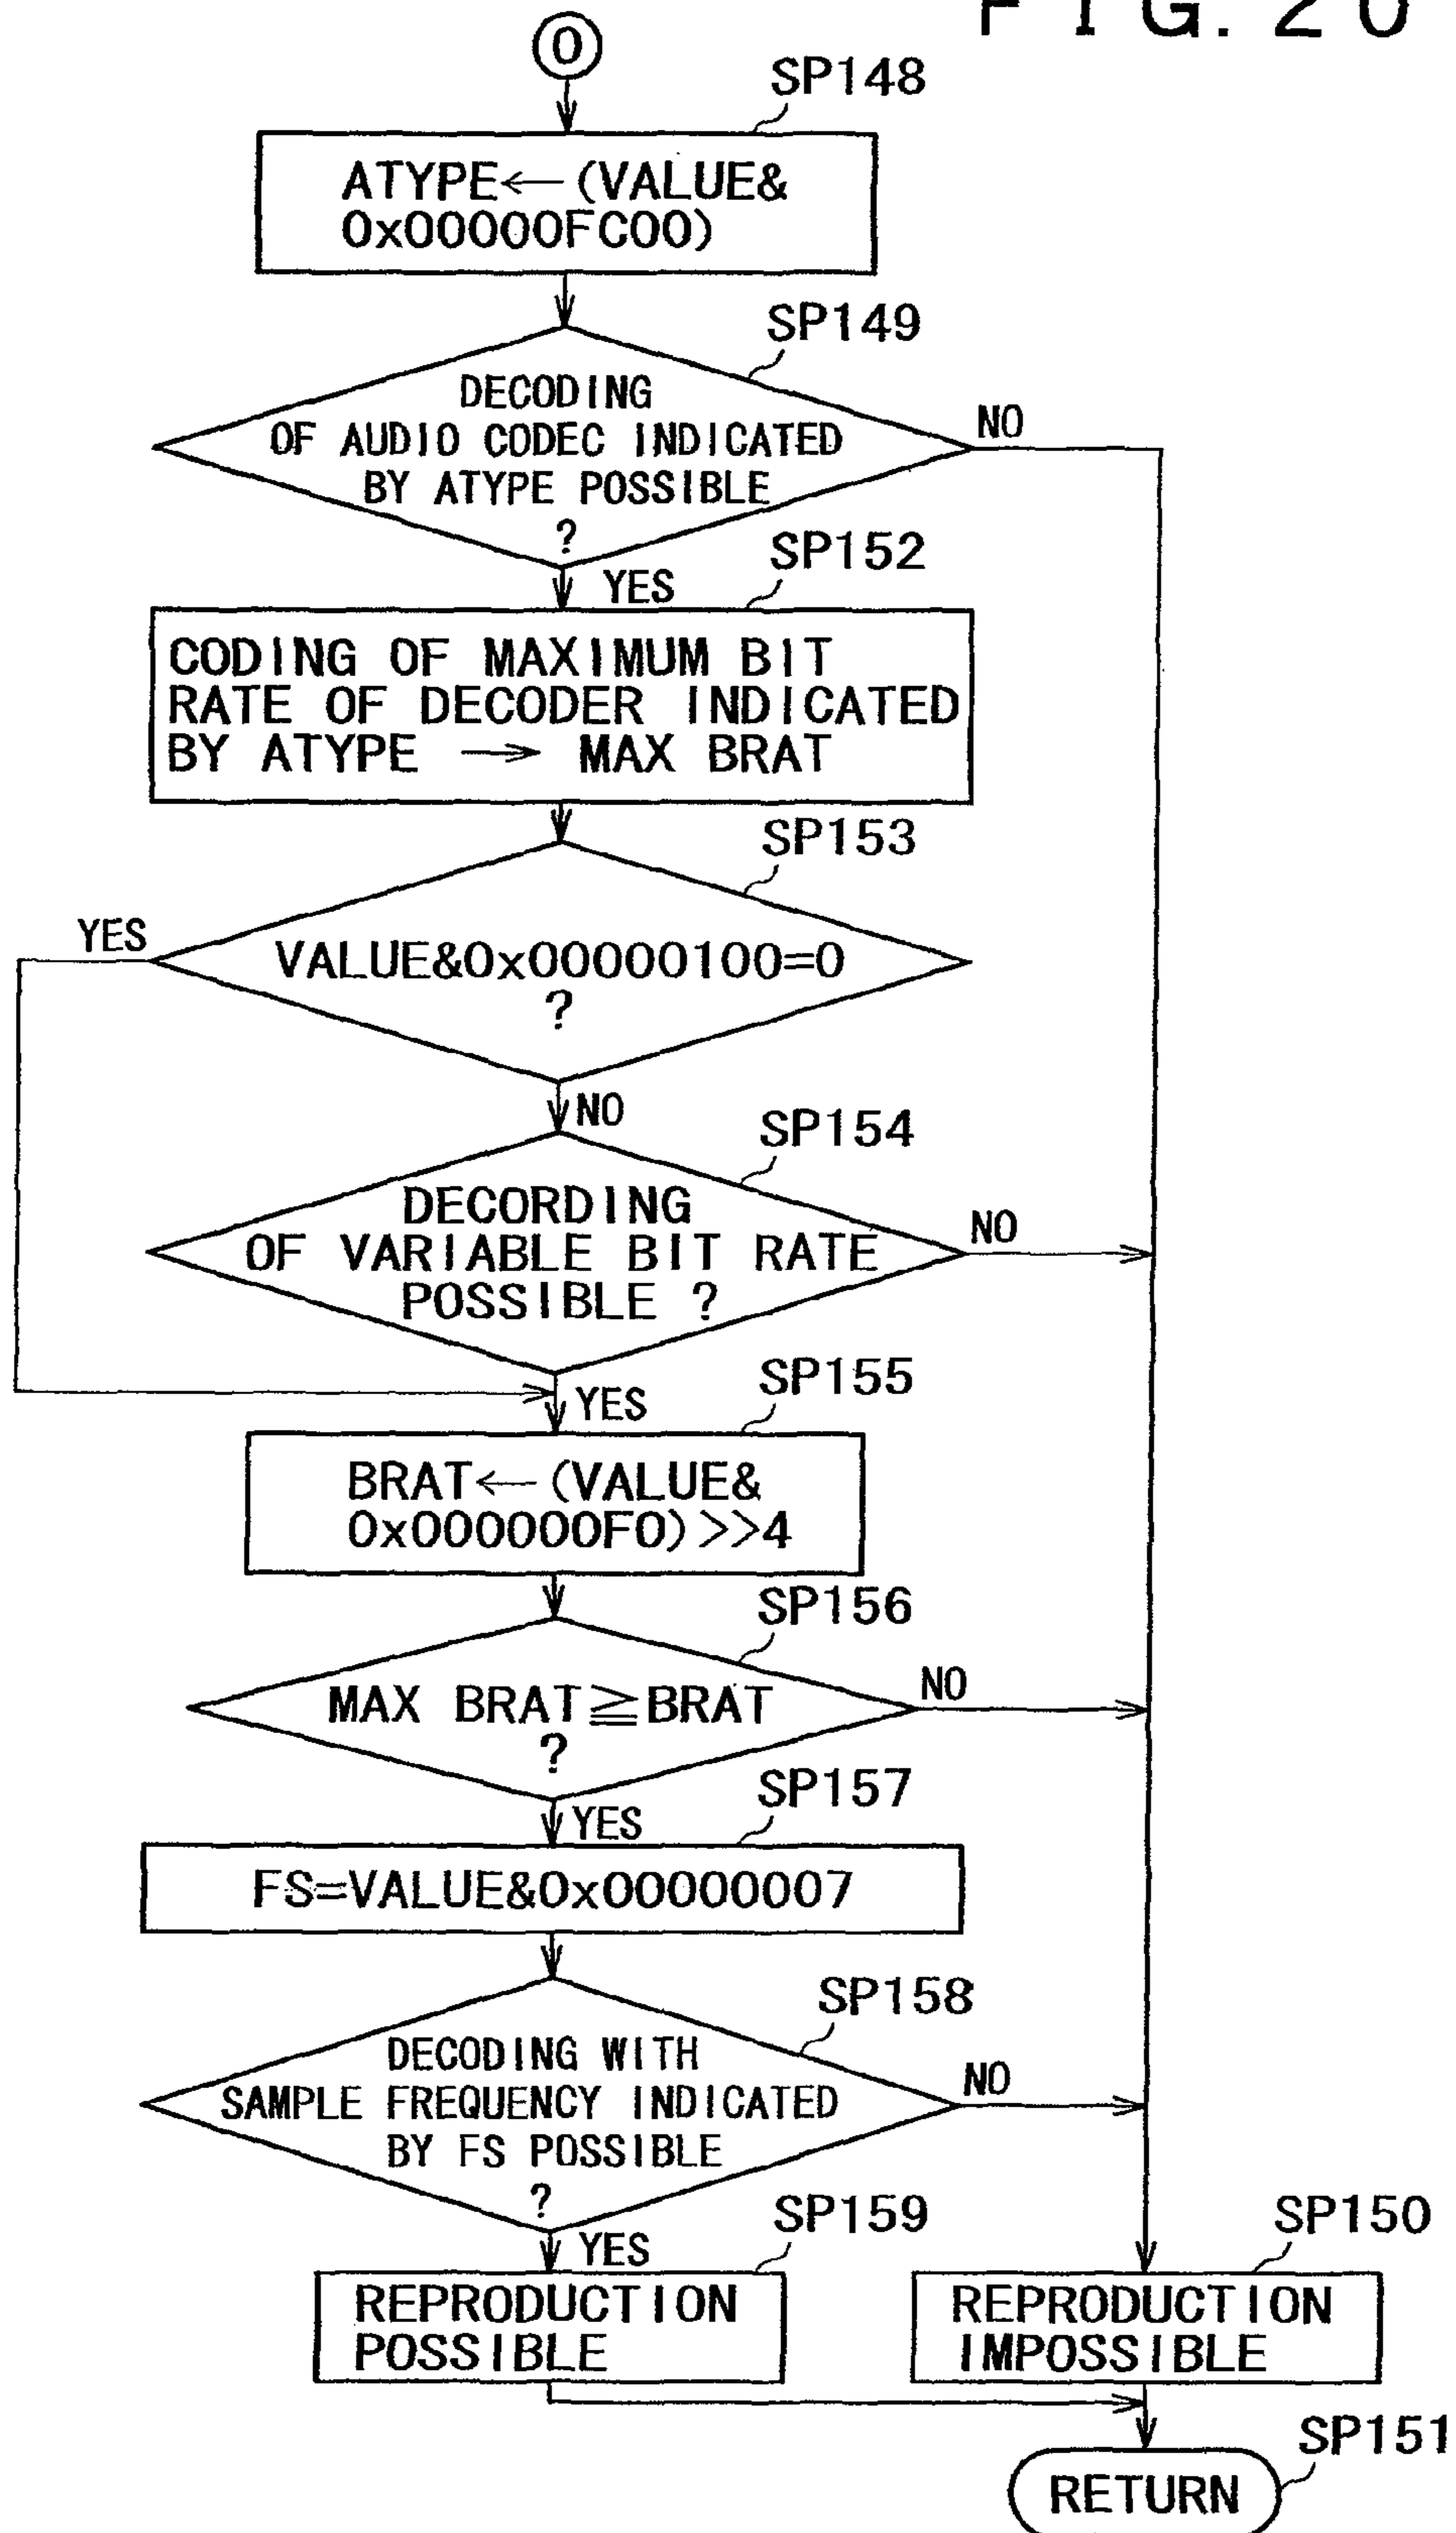 FIG. 20
O
SP148
ATYPE←(VALUE&
0x00000FC00)
SP149
DECODING
OF AUDIO CODEC INDICATED
BY ATYPE POSSIBLE
?
NO
YES
SP152
CODING OF MAXIMUM BIT
RATE OF DECODER INDICATED
BY ATYPE → MAX BRAT
SP153
YES
VALUE&0x00000100=0
?
NO
SP154
DECORDING
OF VARIABLE BIT RATE
POSSIBLE ?
NO
YES
SP155
BRAT←(VALUE&
0x000000F0)>>4
SP156
MAX BRAT≧BRAT
?
NO
YES
SP157
FS=VALUE&0x00000007
SP158
DECODING WITH
SAMPLE FREQUENCY INDICATED
BY FS POSSIBLE
?
NO
YES
SP159
REPRODUCTION
POSSIBLE
SP150
REPRODUCTION
IMPOSSIBLE
SP151
RETURN